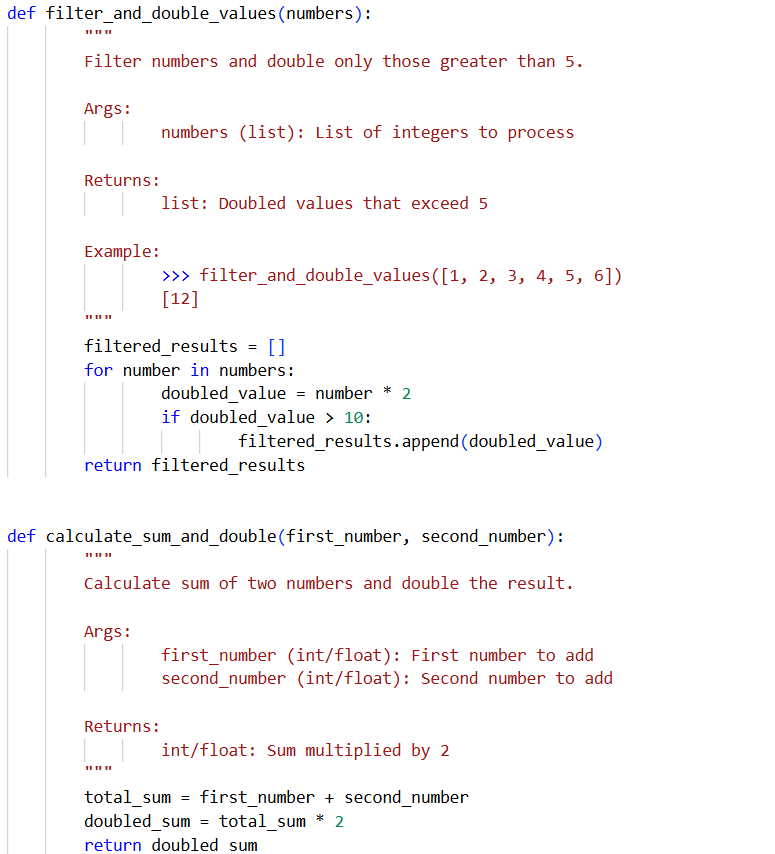 def filter_and_double_values(numbers):
"""
Filter numbers and double only those greater than 5.
Args:
numbers (list): List of integers to process
Returns:
list: Doubled values that exceed 5
Example:
>>> filter_and_double_values([1, 2, 3, 4, 5, 6])
[12]
"""
filtered_results = []
for number in numbers:
doubled_value = number * 2
if doubled_value > 10:
filtered_results.append(doubled_value)
return filtered_results
def calculate_sum_and_double(first_number, second_number):
"""
Calculate sum of two numbers and double the result.
Args:
first_number (int/float): First number to add
second_number (int/float): Second number to add
Returns:
int/float: Sum multiplied by 2
"""
total_sum = first_number + second_number
doubled_sum = total_sum * 2
return doubled sum